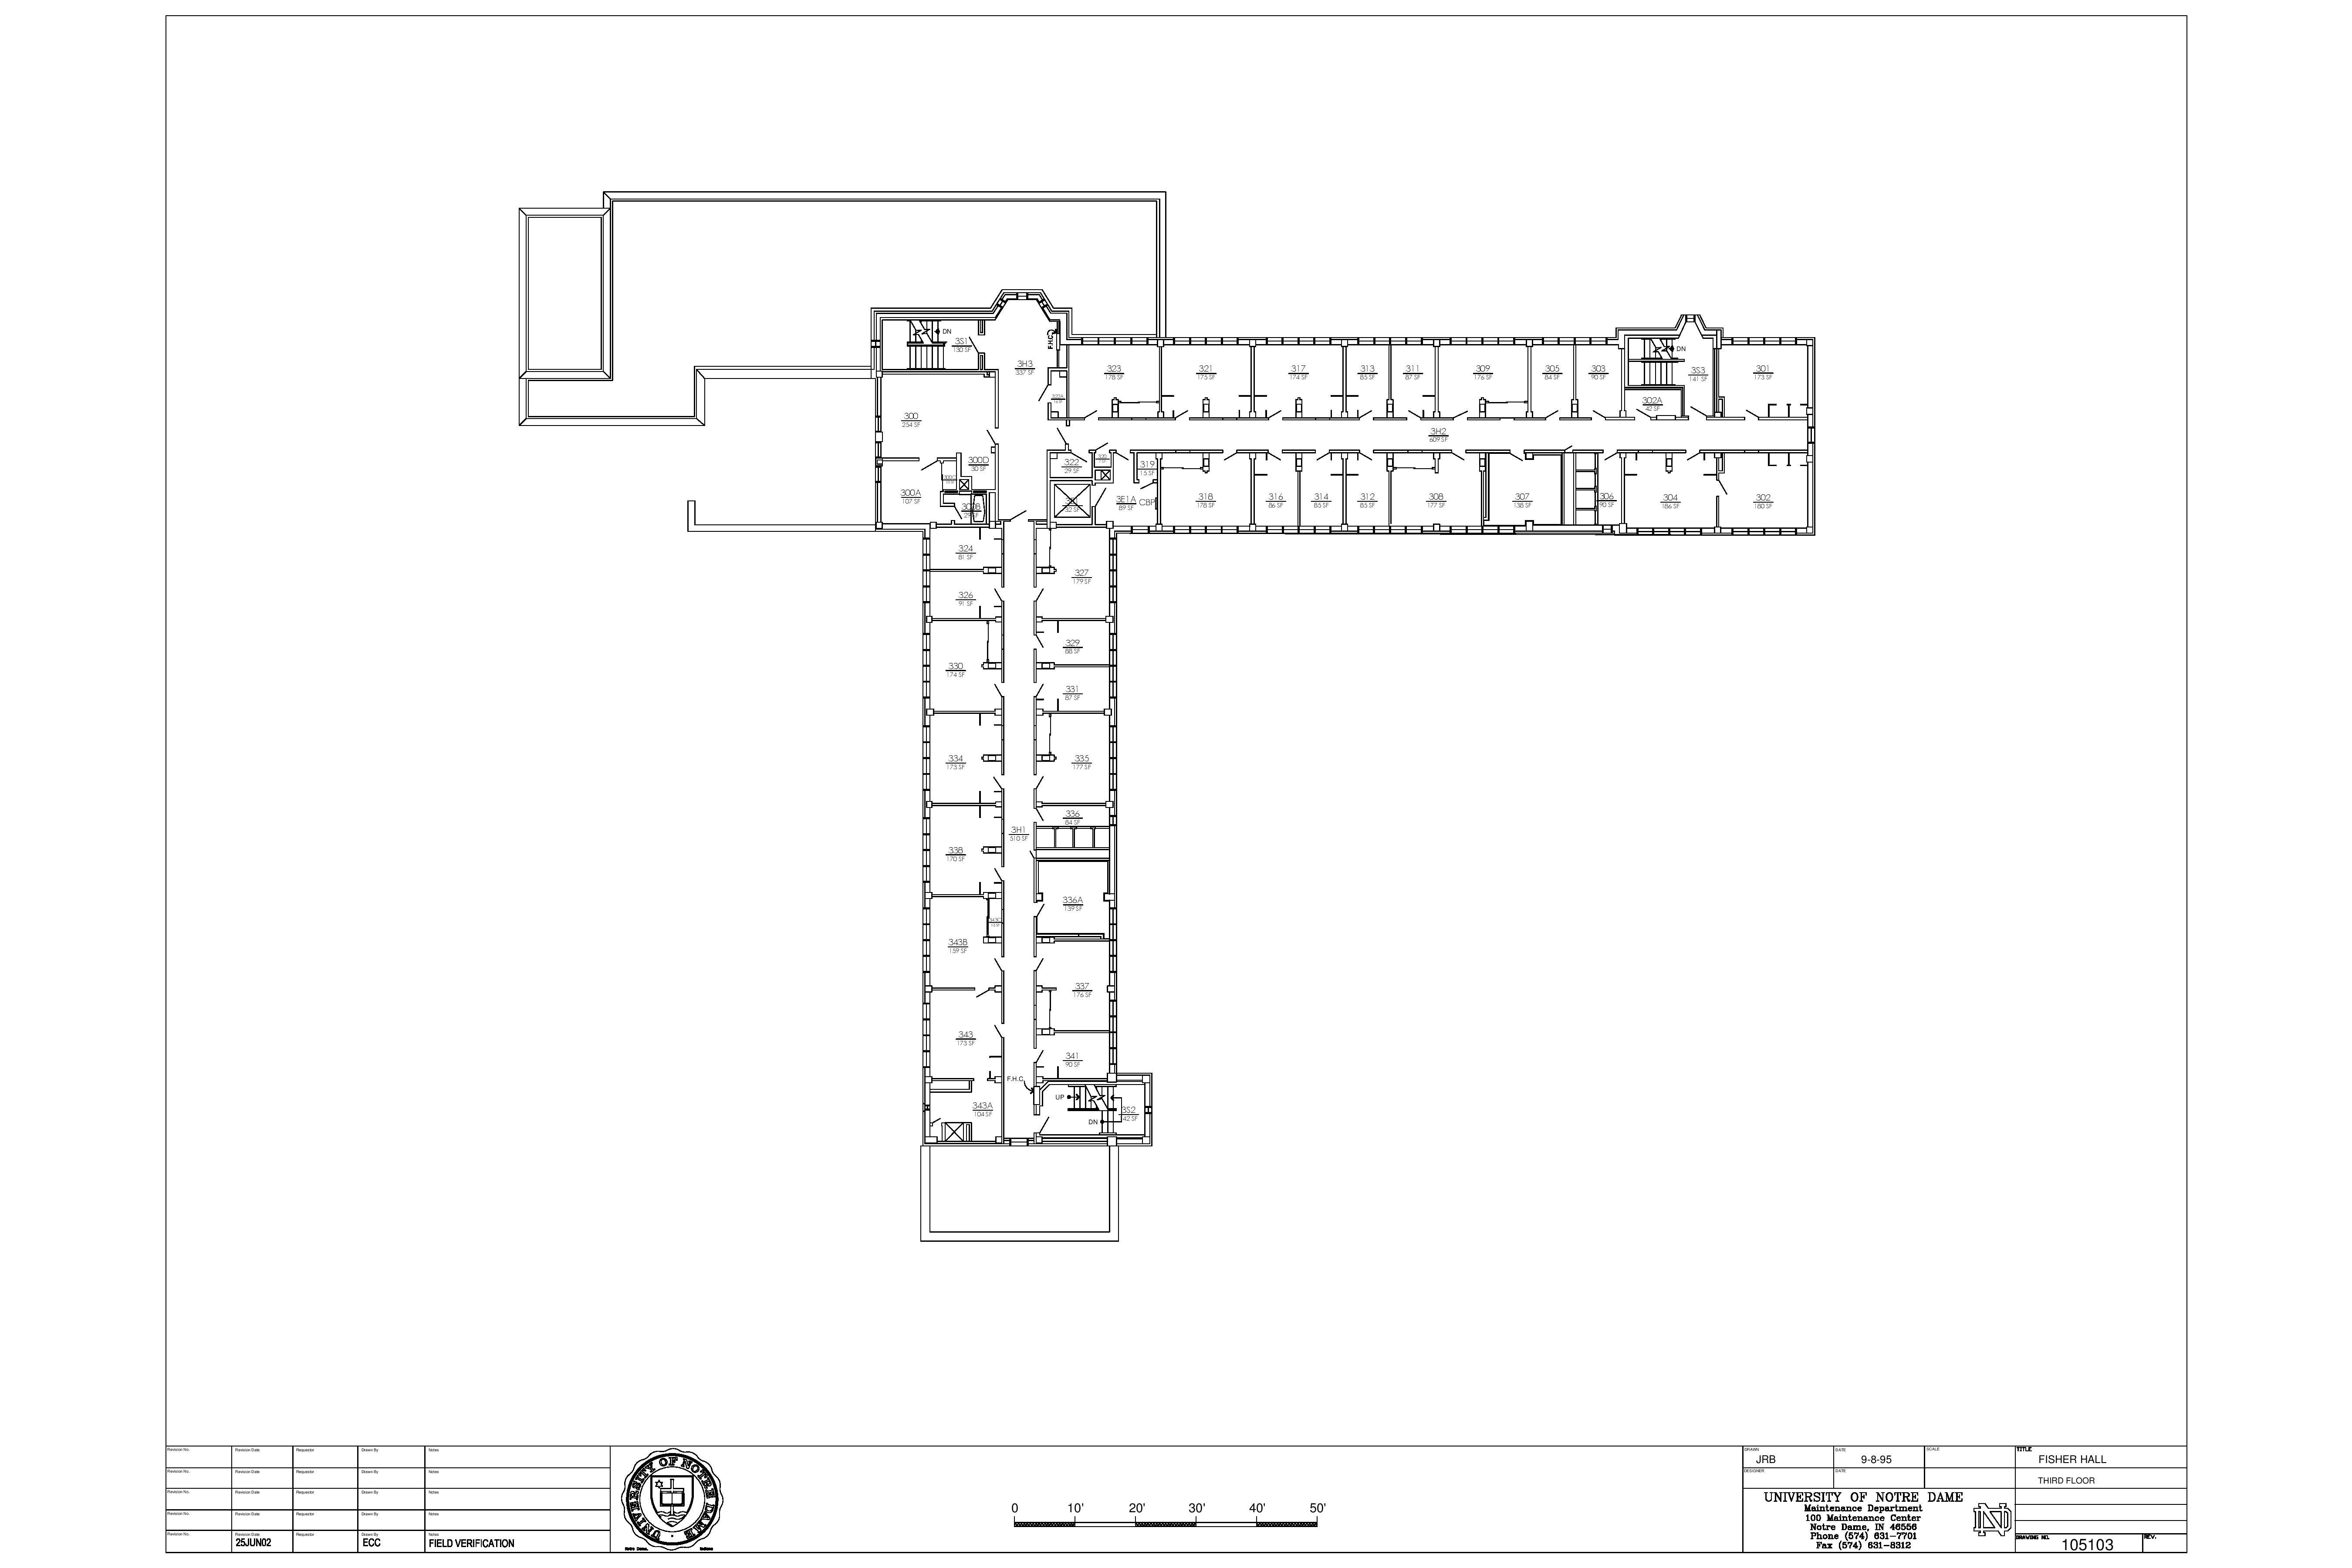 DN
3S1
130 SF
F.H.C.
3H3
337 SF
323
178 SF
321
175 SF
317
174 SF
313
85 SF
311
87 SF
309
176 SF
305
84 SF
303
90 SF
DN
3S3
141 SF
301
173 SF
302A
42 SF
300
254 SF
3H2
609 SF
300D
30 SF
322
29 SF
319
15 SF
300A
107 SF
3E1A CBP
89 SF
52 SF
318
178 SF
316
86 SF
314
85 SF
312
85 SF
308
177 SF
307
138 SF
306
90 SF
304
186 SF
302
180 SF
324
81 SF
327
179 SF
326
91 SF
329
88 SF
330
174 SF
331
87 SF
334
173 SF
335
177 SF
336
84 SF
3H1
510 SF
338
170 SF
336A
139 SF
343B
159 SF
337
176 SF
343
173 SF
341
90 SF
F.H.C.
343A
104 SF
UP
DN
3S2
142 SF
Revision No. Revision Date Requestor Drawn By Notes
Revision No. Revision Date Requestor Drawn By Notes
Revision No. Revision Date Requestor Drawn By Notes
Revision No. Revision Date Requestor Drawn By Notes
Revision No. Revision Date Requestor Drawn By Notes
25JUN02 ECC FIELD VERIFICATION
UNIVERSITY OF NOTRE DAME
Notre Dame, Indiana
0 10' 20' 30' 40' 50'
DRAWN DATE SCALE TITLE
JRB 9-8-95 FISHER HALL
DESIGNER DATE
THIRD FLOOR
UNIVERSITY OF NOTRE DAME
Maintenance Department
100 Maintenance Center
Notre Dame, IN 46556
Phone (574) 631-7701
Fax (574) 631-8312
ND
DRAWING NO. REV.
105103